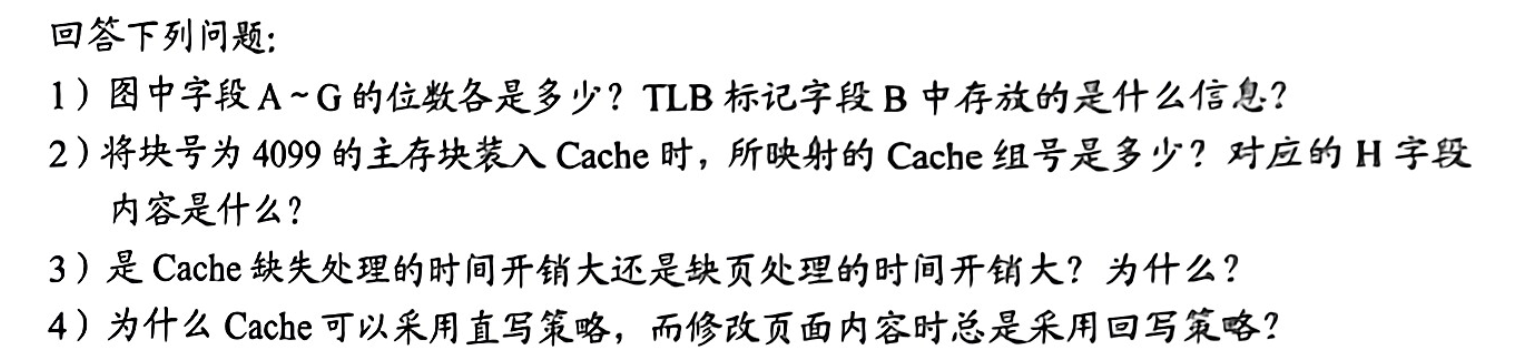 回答下列问题:
1）图中字段 A~G 的位数各是多少？TLB 标记字段 B 中存放的是什么信息？
2）将块号为 4099 的主存块装入 Cache 时，所映射的 Cache 组号是多少？对应的 H 字段
内容是什么？
3）是 Cache 缺失处理的时间开销大还是缺页处理的时间开销大？为什么？
4）为什么 Cache 可以采用直写策略，而修改页面内容时总是采用回写策略？